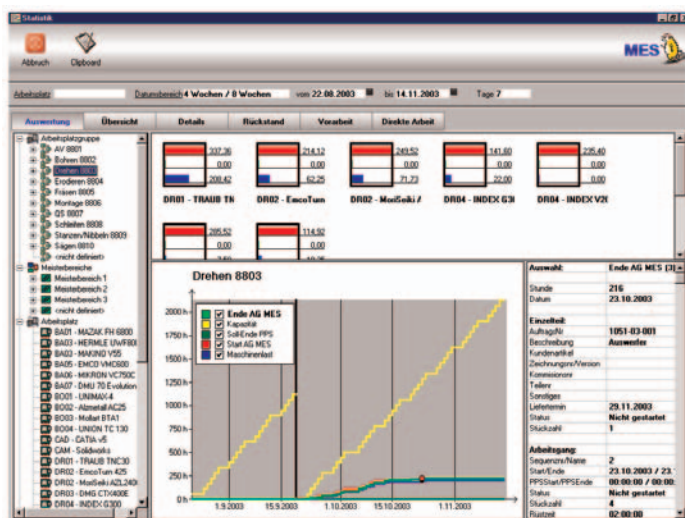 Statistik
Abbruch
Clipboard
MES
Arbeitsplatz
Datumsbereich 4 Wochen / 8 Wochen
vom 22.08.2003
bis 14.11.2003
Tage 7
Auswertung
Übersicht
Details
Rückstand
Vorarbeit
Direkte Arbeit
Arbeitsplatzgruppe
AV 8801
Bohren 8802
Drehen 8803
Erodieren 8804
Fräsen 8805
Montage 8806
QS 8807
Schleifen 8808
Stanzen/Nibbeln 8809
Sägen 8810
<nicht definiert>
Meisterbereiche
Meisterbereich 1
Meisterbereich 2
Meisterbereich 3
<nicht definiert>
Arbeitsplatz
BA01 - MAZAK FH 6800
BA03 - HERMLE UWF800
BA03 - MAKINO V55
BA05 - EMCO VMC600
BA06 - MIKRON VC750C
BA07 - DMU 70 Evolution
BO01 - UNIMAX 4
BO02 - Alzmetall AC25
BO03 - Mollart BTA1
BO04 - UNION TC 130
CAD - CATIA v5
CAM - Solidworks
DR01 - TRAUB TNC30
DR02 - EmcoTurn 425
DR02 - MoriSeiki AZL240
DR03 - DMG CTX400E
DR04 - INDEX G300
337,36
0,00
208,42
DR01 - TRAUB TN
214,12
0,00
62,25
DR02 - EmcoTurn
249,52
0,00
71,73
DR02 - MoriSeiki /
141,60
0,00
22,00
DR04 - INDEX G30
235,40
0,00
0,00
DR04 - INDEX V20
285,52
0,00
114,92
0,00
Drehen 8803
Ende AG MES
Kapazität
Soll-Ende PPS
Start AG MES
Maschinenlast
2000 h
1750 h
1500 h
1250 h
1000 h
750 h
500 h
250 h
0 h
1.9.2003
15.9.2003
1.10.2003
15.10.2003
1.11.2003
Auswahl:
Ende AG MES (3)
Stunde
216
Datum
23.10.2003
Einzelteil:
AuftragsNr
1051-03-001
Beschreibung
Auswerfer
Kundenartikel
Zeichnungsnr/Version
Kommissionsnr
Teilenr
Sonstiges
Liefertermin
29.11.2003
Status
Nicht gestartet
Stückzahl
1
Arbeitsgang:
Sequenznr/Name
2
Start/Ende
23.10.2003 / 23.
PPSStart/PPSEnde
00:00:00 / 00:00:
Status
Nicht gestartet
Stückzahl
4
Rüstzeit
02:00:00